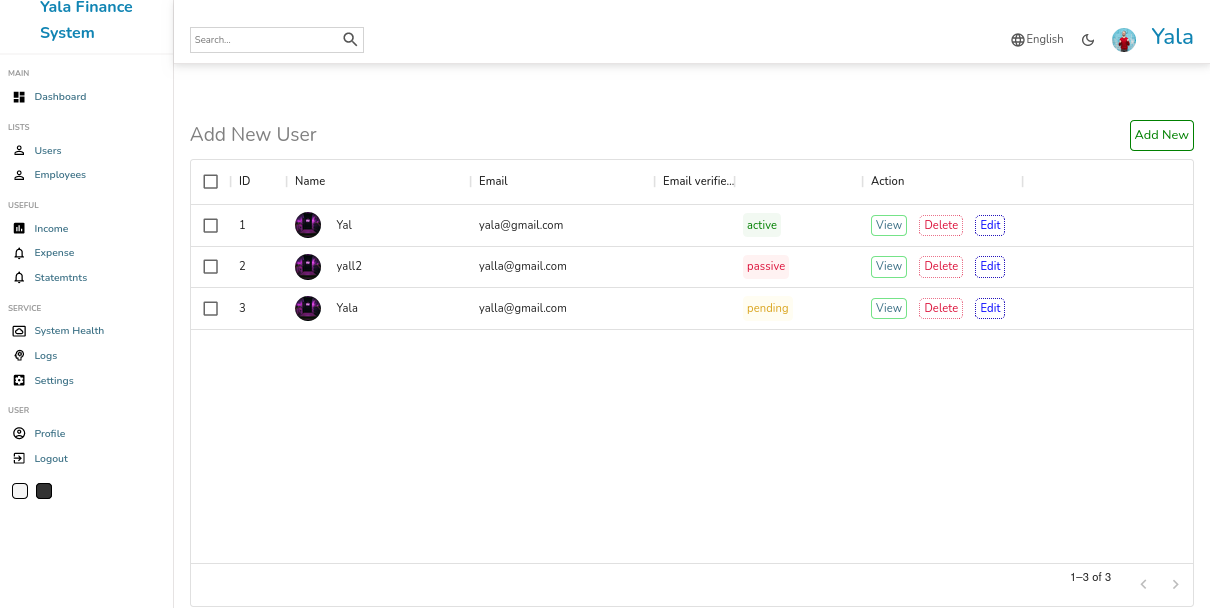 Yala Finance
System
Search...
English
Yala
MAIN
Dashboard
LISTS
Users
Employees
USEFUL
Income
Expense
Statemtnts
SERVICE
System Health
Logs
Settings
USER
Profile
Logout
Add New User
Add New
ID Name Email Email verifie... Action
1 Yal yala@gmail.com active View Delete Edit
2 yall2 yalla@gmail.com passive View Delete Edit
3 Yala yalla@gmail.com pending View Delete Edit
1–3 of 3